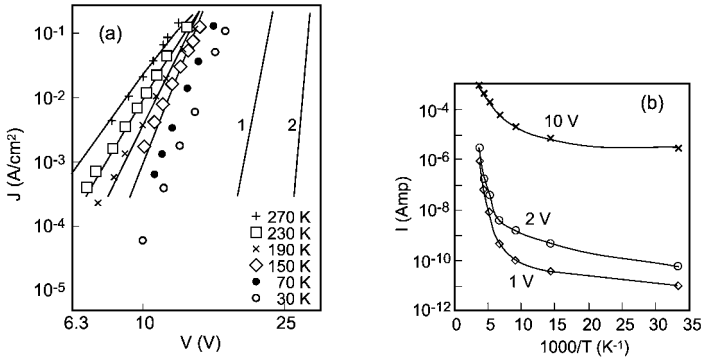 (a)
10^-1
10^-2
10^-3
10^-4
10^-5
J (A/cm²)
1
2
270 K
230 K
190 K
150 K
70 K
30 K
6.3
10
25
V (V)
(b)
10^-4
10^-6
10^-8
10^-10
10^-12
I (Amp)
10 V
2 V
1 V
0
5
10
15
20
25
30
35
1000/T (K^-1)